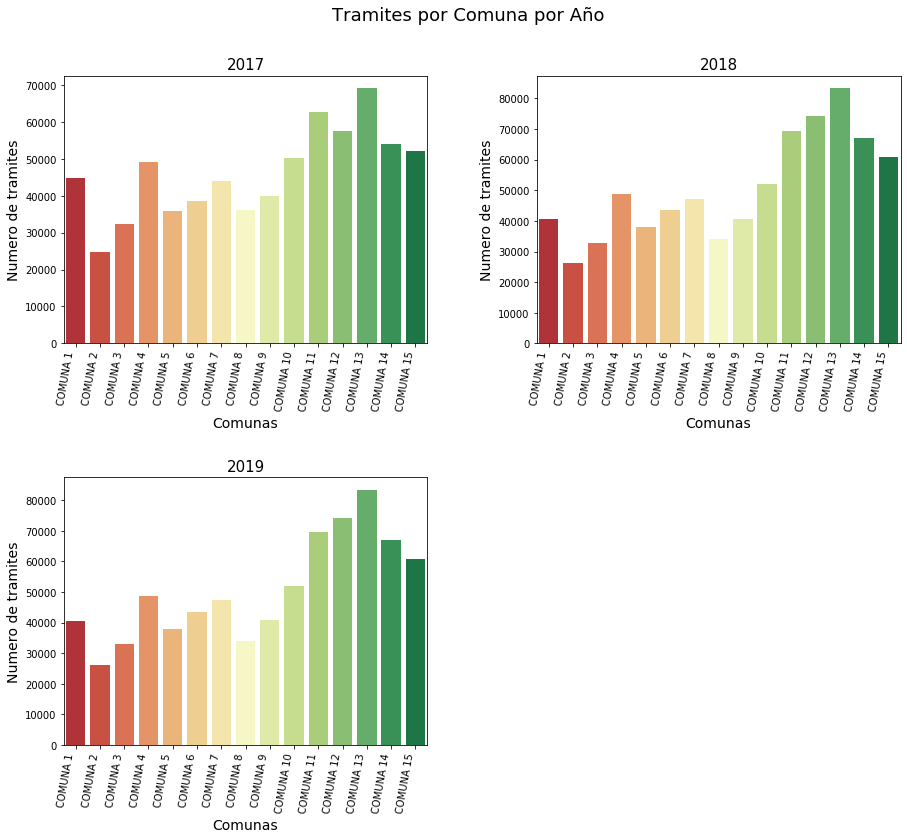 Tramites por Comuna por Año
2017
Numero de tramites
70000
60000
50000
40000
30000
20000
10000
0
COMUNA 1
COMUNA 2
COMUNA 3
COMUNA 4
COMUNA 5
COMUNA 6
COMUNA 7
COMUNA 8
COMUNA 9
COMUNA 10
COMUNA 11
COMUNA 12
COMUNA 13
COMUNA 14
COMUNA 15
Comunas
2018
Numero de tramites
80000
70000
60000
50000
40000
30000
20000
10000
0
COMUNA 1
COMUNA 2
COMUNA 3
COMUNA 4
COMUNA 5
COMUNA 6
COMUNA 7
COMUNA 8
COMUNA 9
COMUNA 10
COMUNA 11
COMUNA 12
COMUNA 13
COMUNA 14
COMUNA 15
Comunas
2019
Numero de tramites
80000
70000
60000
50000
40000
30000
20000
10000
0
COMUNA 1
COMUNA 2
COMUNA 3
COMUNA 4
COMUNA 5
COMUNA 6
COMUNA 7
COMUNA 8
COMUNA 9
COMUNA 10
COMUNA 11
COMUNA 12
COMUNA 13
COMUNA 14
COMUNA 15
Comunas